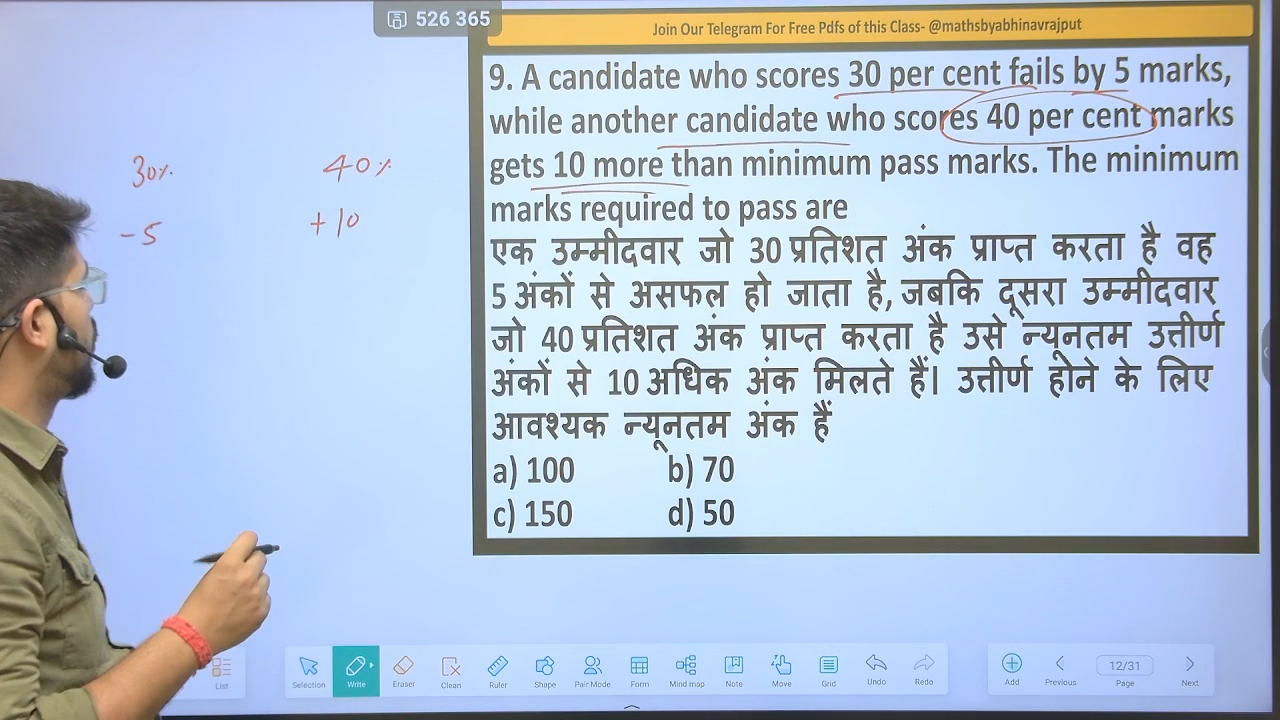 526 365
Join Our Telegram For Free Pdfs of this Class- @mathsbyabhinavrajput
9. A candidate who scores 30 per cent fails by 5 marks,
while another candidate who scores 40 per cent marks
gets 10 more than minimum pass marks. The minimum
marks required to pass are
एक उम्मीदवार जो 30 प्रतिशत अंक प्राप्त करता है वह
5 अंकों से असफल हो जाता है, जबकि दूसरा उम्मीदवार
जो 40 प्रतिशत अंक प्राप्त करता है उसे न्यूनतम उत्तीर्ण
अंकों से 10 अधिक अंक मिलते हैं। उत्तीर्ण होने के लिए
आवश्यक न्यूनतम अंक हैं
a) 100 b) 70
c) 150 d) 50
30% 40%
-5 +10
List Selection Write Eraser Clean Ruler Shape Pair Mode Form Mind map Note Move Grid Undo Redo Add Previous 12/31 Page Next